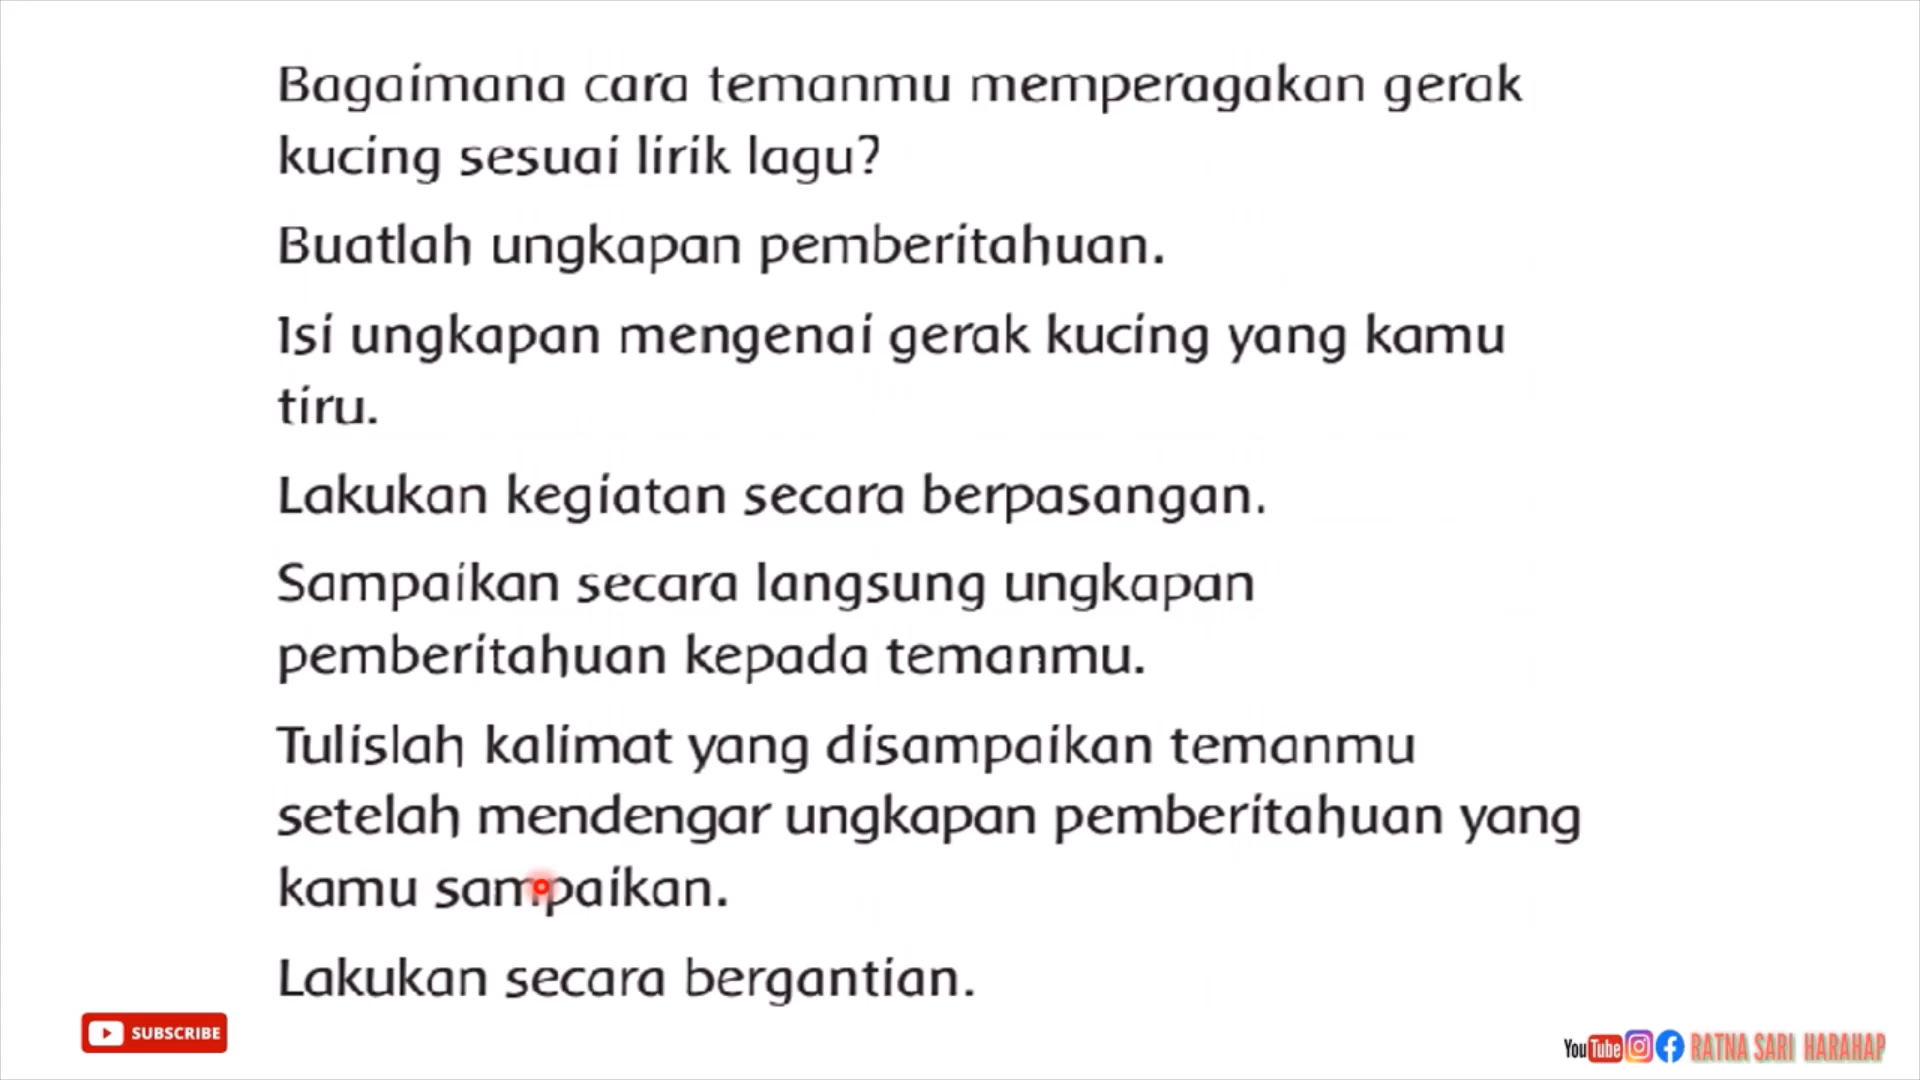 Bagaimana cara temanmu memperagakan gerak
kucing sesuai lirik lagu?
Buatlah ungkapan pemberitahuan.
Isi ungkapan mengenai gerak kucing yang kamu
tiru.
Lakukan kegiatan secara berpasangan.
Sampaikan secara langsung ungkapan
pemberitahuan kepada temanmu.
Tulislah kalimat yang disampaikan temanmu
setelah mendengar ungkapan pemberitahuan yang
kamu sampaikan.
Lakukan secara bergantian.
SUBSCRIBE
YouTube RATNA SARI HARAHAP